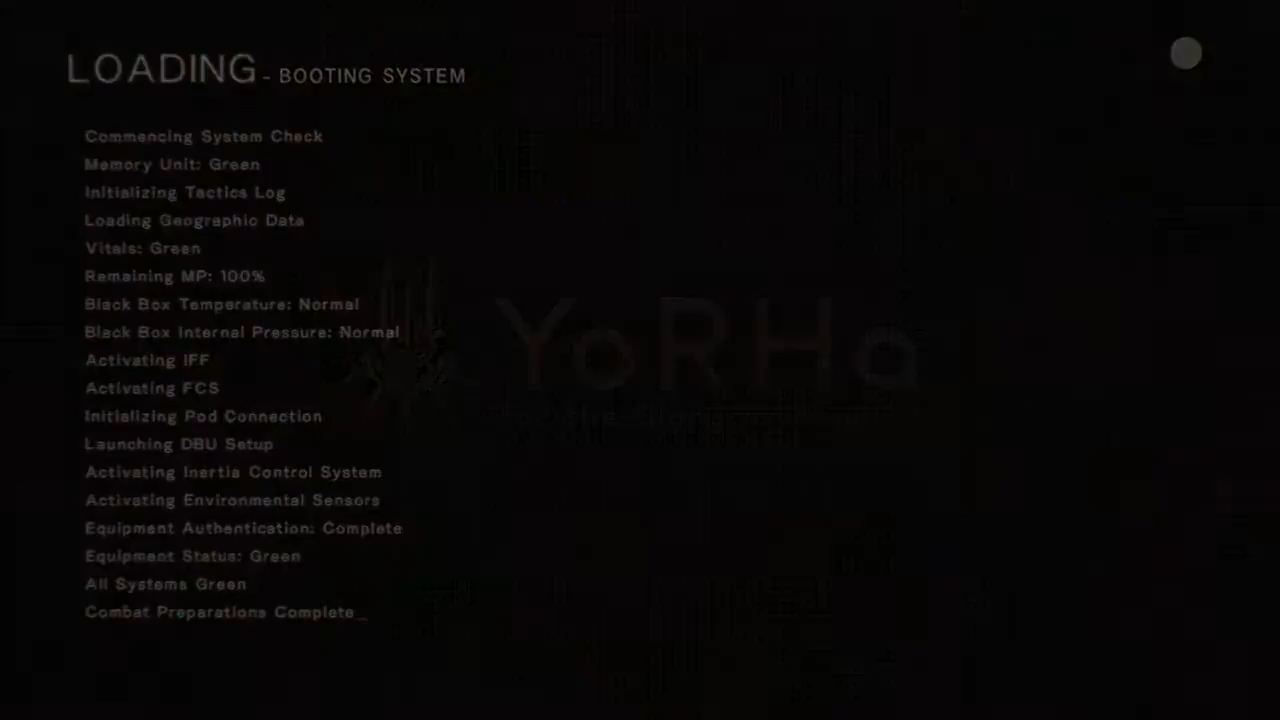 LOADING - BOOTING SYSTEM
Commencing System Check
Memory Unit: Green
Initializing Tactics Log
Loading Geographic Data
Vitals: Green
Remaining MP: 100%
Black Box Temperature: Normal
Black Box Internal Pressure: Normal
Activating IFF
Activating FCS
Initializing Pod Connection
Launching DBU Setup
Activating Inertia Control System
Activating Environmental Sensors
Equipment Authentication: Complete
Equipment Status: Green
All Systems Green
Combat Preparations Complete_
YoRHa